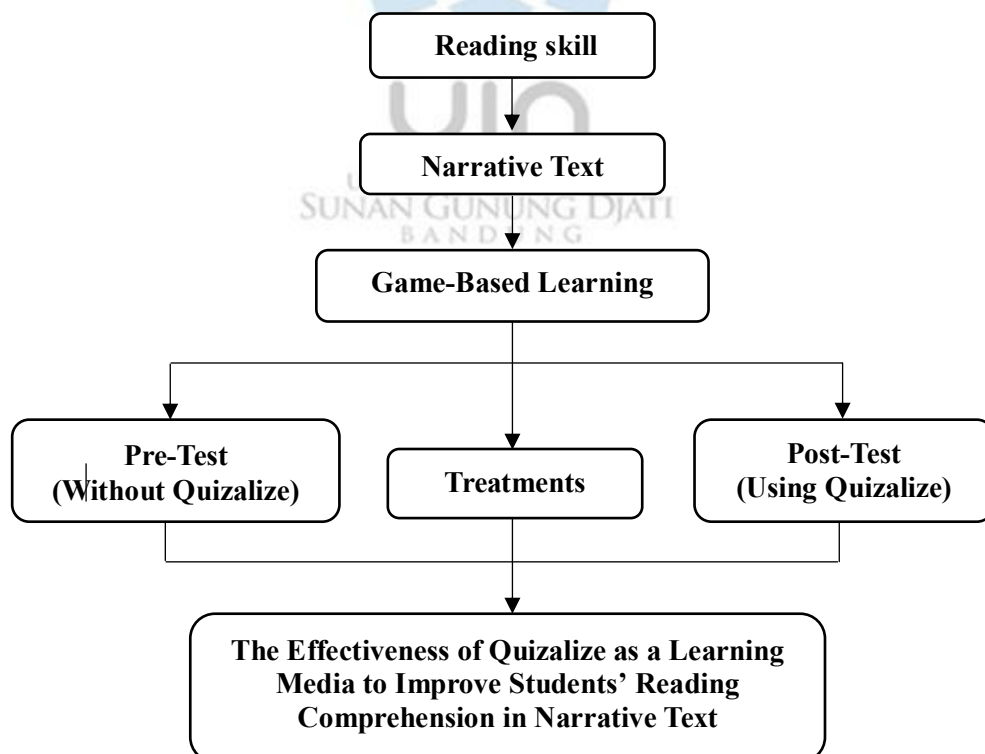 Reading skill
uin
Narrative Text
SUNAN GUNUNG DJATI
BANDUNG
Game-Based Learning
Pre-Test
(Without Quizalize)
Treatments
Post-Test
(Using Quizalize)
The Effectiveness of Quizalize as a Learning
Media to Improve Students’ Reading
Comprehension in Narrative Text